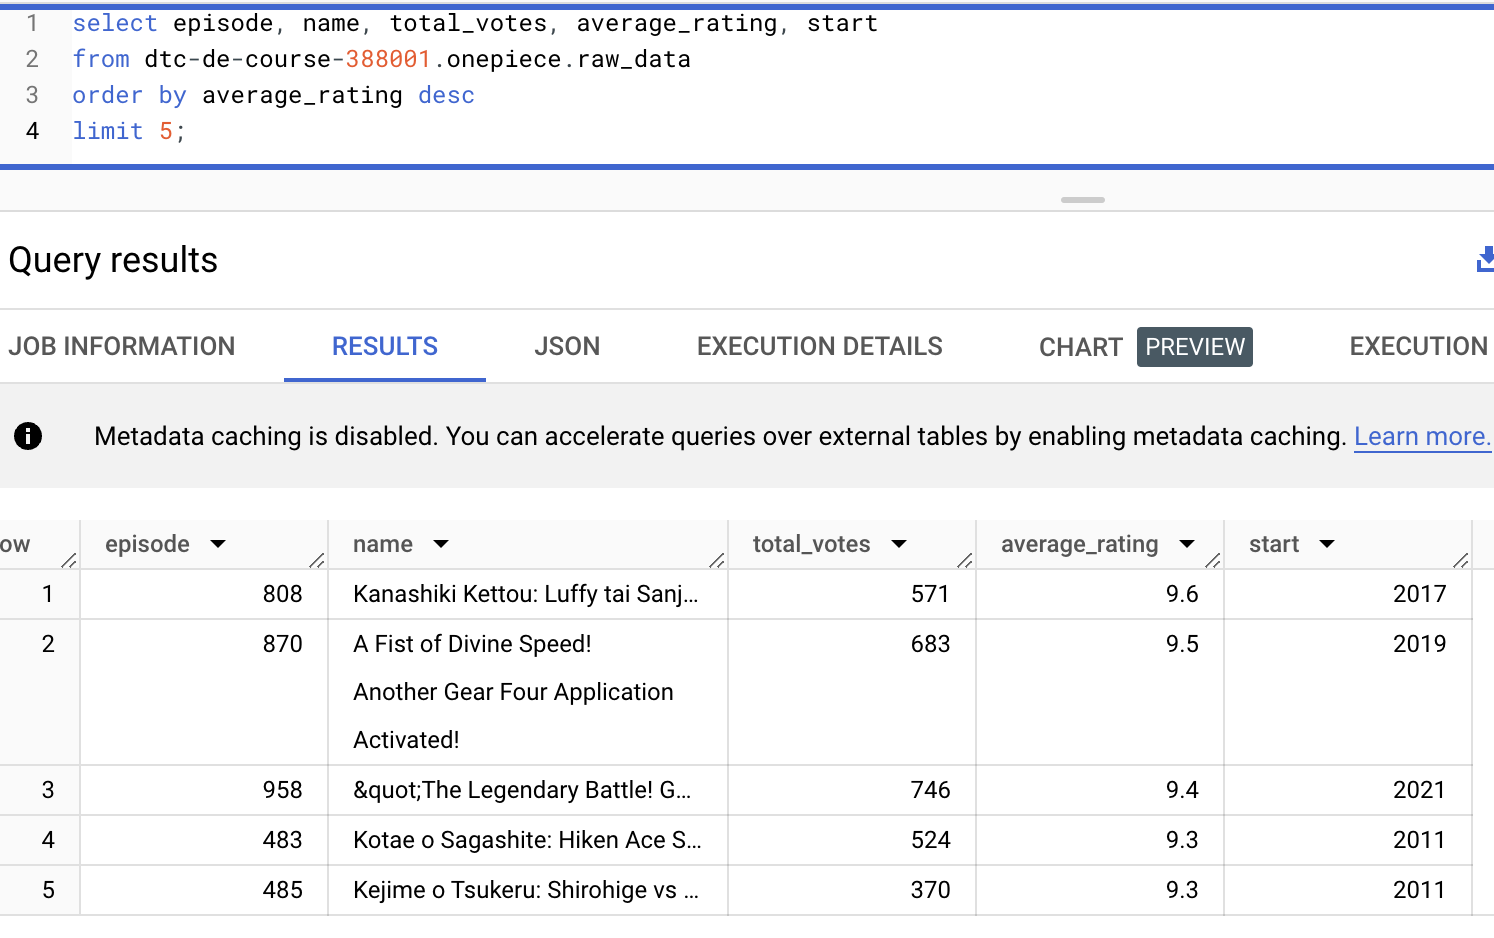 1 select episode, name, total_votes, average_rating, start
2 from dtc-de-course-388001.onepiece.raw_data
3 order by average_rating desc
4 limit 5;
Query results
JOB INFORMATION RESULTS JSON EXECUTION DETAILS CHART PREVIEW EXECUTION
Metadata caching is disabled. You can accelerate queries over external tables by enabling metadata caching. Learn more.
ow episode name total_votes average_rating start
1 808 Kanashiki Kettou: Luffy tai Sanj... 571 9.6 2017
2 870 A Fist of Divine Speed! 683 9.5 2019
Another Gear Four Application
Activated!
3 958 &quot;The Legendary Battle! G... 746 9.4 2021
4 483 Kotae o Sagashite: Hiken Ace S... 524 9.3 2011
5 485 Kejime o Tsukeru: Shirohige vs ... 370 9.3 2011